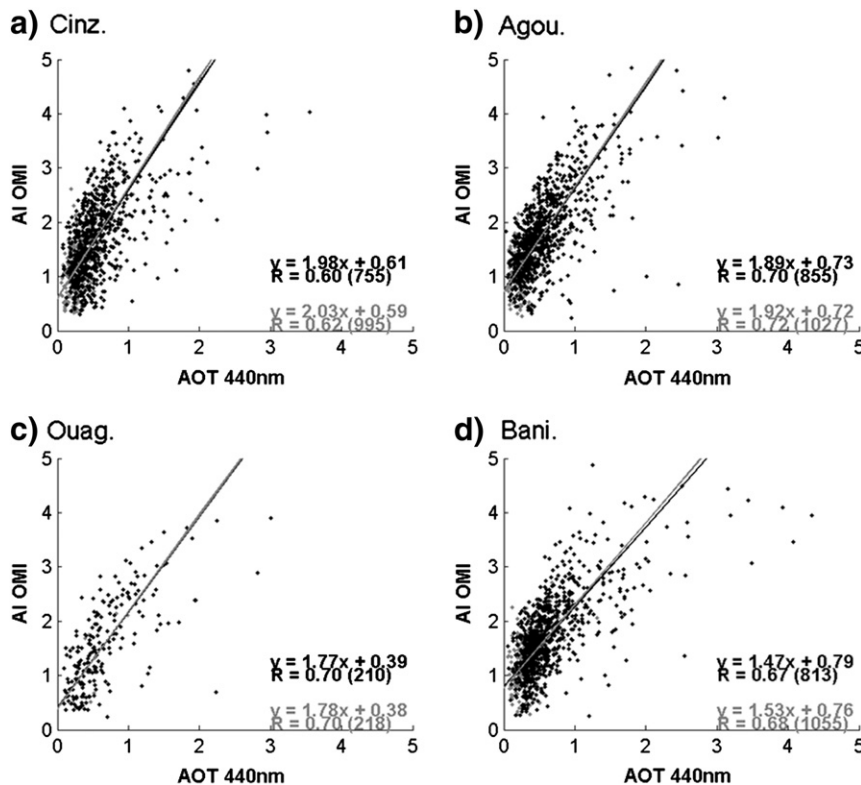 a) Cinz.
5
4
3
2
1
0
AI OMI
0 1 2 3 4 5
AOT 440nm
y = 1.98x + 0.61
R = 0.60 (755)
y = 2.03x + 0.59
R = 0.62 (995)
b) Agou.
5
4
3
2
1
0
AI OMI
0 1 2 3 4 5
AOT 440nm
y = 1.89x + 0.73
R = 0.70 (855)
y = 1.92x + 0.72
R = 0.72 (1027)
c) Ouag.
5
4
3
2
1
0
AI OMI
0 1 2 3 4 5
AOT 440nm
y = 1.77x + 0.39
R = 0.70 (210)
y = 1.78x + 0.38
R = 0.70 (218)
d) Bani.
5
4
3
2
1
0
AI OMI
0 1 2 3 4 5
AOT 440nm
y = 1.47x + 0.79
R = 0.67 (813)
y = 1.53x + 0.76
R = 0.68 (1055)